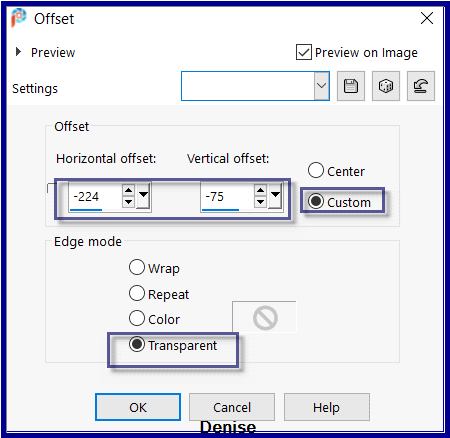 Offset
Preview
Preview on Image
Settings
Offset
Horizontal offset: Vertical offset:
Center
-224 -75
Custom
Edge mode
Wrap
Repeat
Color
Transparent
OK Cancel Help
Denise